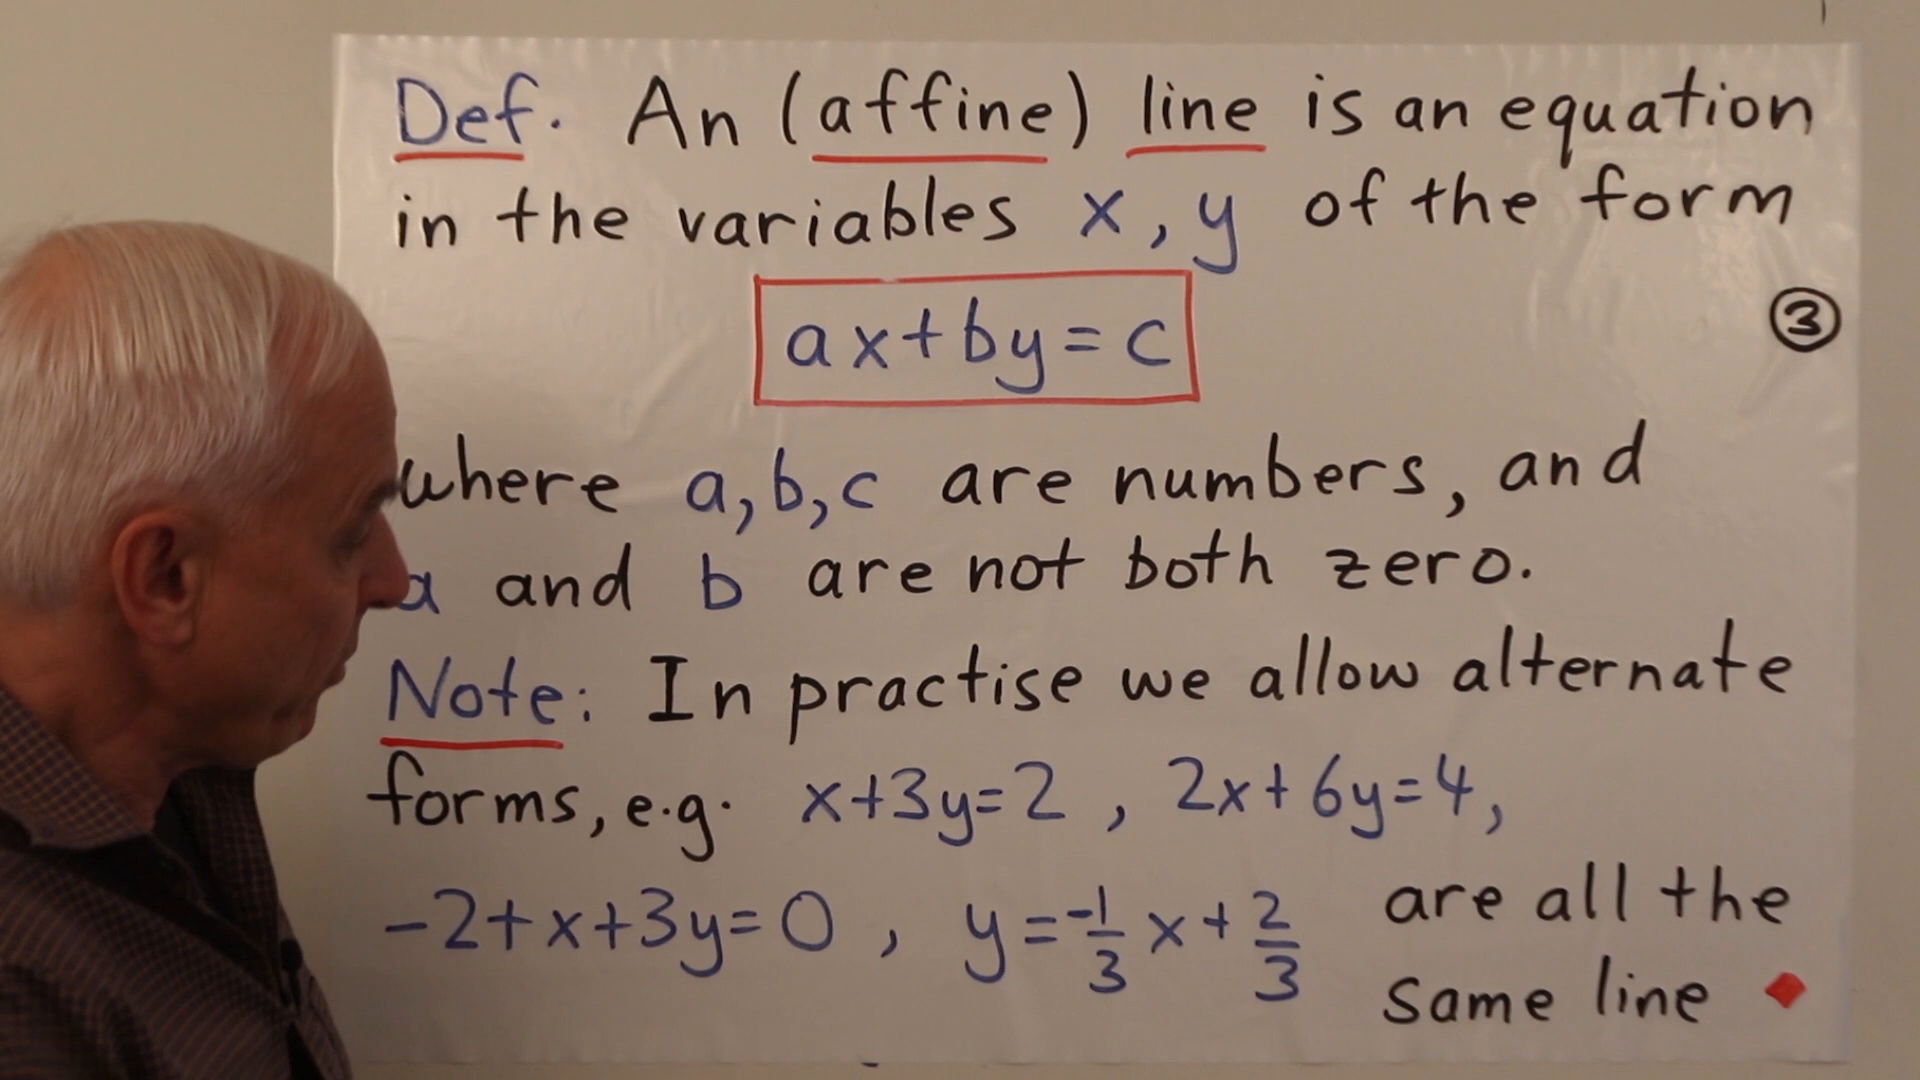 Def. An (affine) line is an equation
in the variables x, y of the form
ax+by=c
③
where a,b,c are numbers, and
a and b are not both zero.
Note: In practise we allow alternate
forms, e.g. x+3y=2 , 2x+6y=4,
-2+x+3y=0 , y=-1/3 x+2/3 are all the
same line